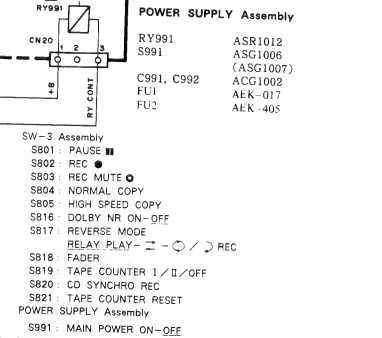 RY991
CN20
1 2 3
+B
RY CONT
POWER SUPPLY Assembly
RY991 ASR1012
S991 ASG1006
(ASG1007)
C991, C992 ACG1002
FU1 AEK-017
FU2 AEK-405
SW-3 Assembly
S801 : PAUSE
S802 : REC ●
S803 : REC MUTE
S804 : NORMAL COPY
S805 : HIGH SPEED COPY
S816 : DOLBY NR ON-OFF
S817 : REVERSE MODE
RELAY PLAY- - / REC
S818 : FADER
S819 : TAPE COUNTER I/II/OFF
S820 : CD SYNCHRO REC
S821 : TAPE COUNTER RESET
POWER SUPPLY Assembly
S991 : MAIN POWER ON-OFF